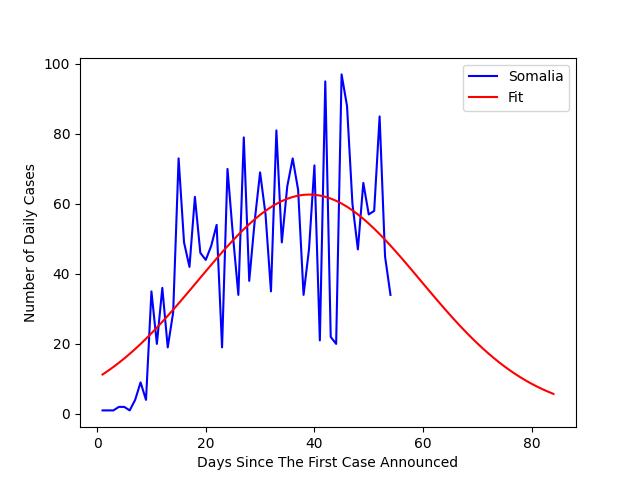 Somalia
Fit
100
80
60
40
20
0
Number of Daily Cases
0 20 40 60 80
Days Since The First Case Announced